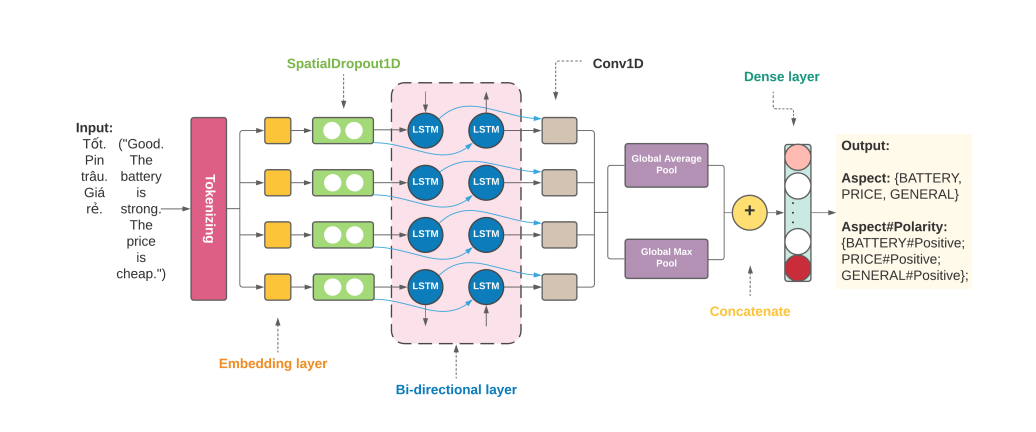 SpatialDropout1D
Conv1D
Dense layer
Input:
Tốt.
Pin
trâu.
Giá
rẻ.
("Good.
The
battery
is
strong.
The
price
is
cheap.")
Tokenizing
LSTM
LSTM
LSTM
LSTM
LSTM
LSTM
LSTM
LSTM
Global Average
Pool
Global Max
Pool
+
Output:
Aspect: {BATTERY,
PRICE, GENERAL}
Aspect#Polarity:
{BATTERY#Positive;
PRICE#Positive;
GENERAL#Positive};
Concatenate
Embedding layer
Bi-directional layer